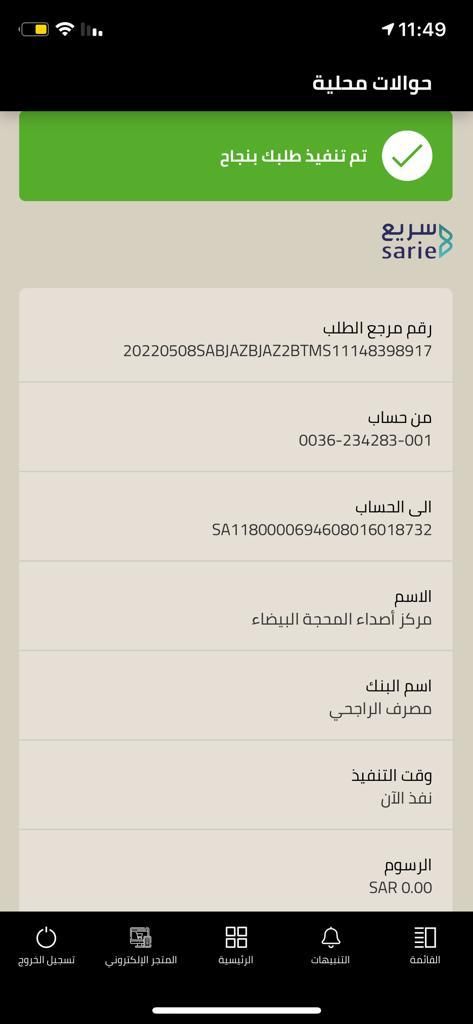 11:49
حوالات محلية
تم تنفيذ طلبك بنجاح
سريع
sarie
رقم مرجع الطلب
20220508SABJAZBJAZ2BTMS11148398917
من حساب
0036-234283-001
الى الحساب
SA1180000694608016018732
الاسم
مركز أصداء المحجة البيضاء
اسم البنك
مصرف الراجحي
وقت التنفيذ
نفذ الآن
الرسوم
SAR 0.00
القائمة
التنبيهات
الرئيسية
المتجر الإلكتروني
تسجيل الخروج